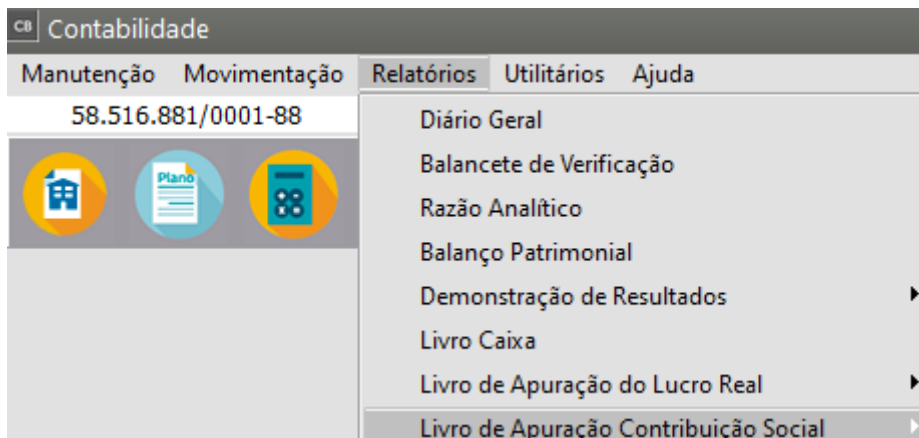 CB Contabilidade
Manutenção Movimentação Relatórios Utilitários Ajuda
58.516.881/0001-88
Plano
Diário Geral
Balancete de Verificação
Razão Analítico
Balanço Patrimonial
Demonstração de Resultados
Livro Caixa
Livro de Apuração do Lucro Real
Livro de Apuração Contribuição Social